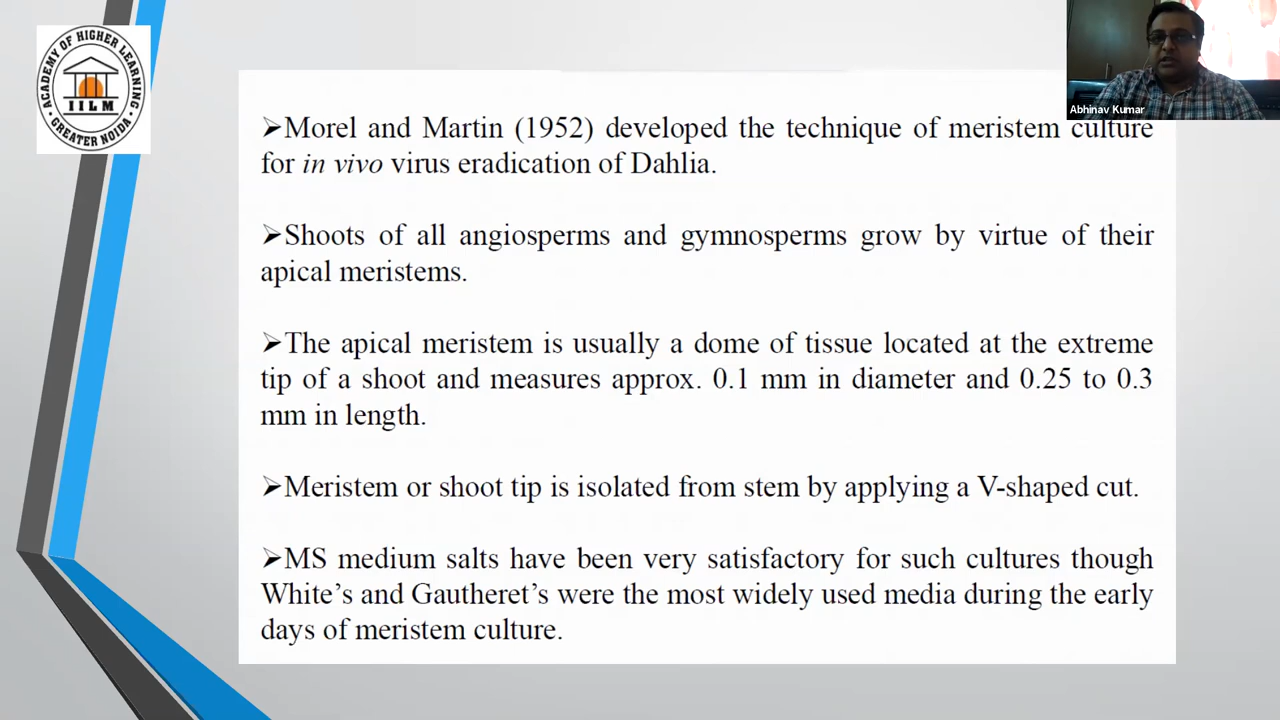 ACADEMY OF HIGHER LEARNING
IILM
GREATER NOIDA
Abhinav Kumar
➢Morel and Martin (1952) developed the technique of meristem culture
for in vivo virus eradication of Dahlia.
➢Shoots of all angiosperms and gymnosperms grow by virtue of their
apical meristems.
➢The apical meristem is usually a dome of tissue located at the extreme
tip of a shoot and measures approx. 0.1 mm in diameter and 0.25 to 0.3
mm in length.
➢Meristem or shoot tip is isolated from stem by applying a V-shaped cut.
➢MS medium salts have been very satisfactory for such cultures though
White’s and Gautheret’s were the most widely used media during the early
days of meristem culture.